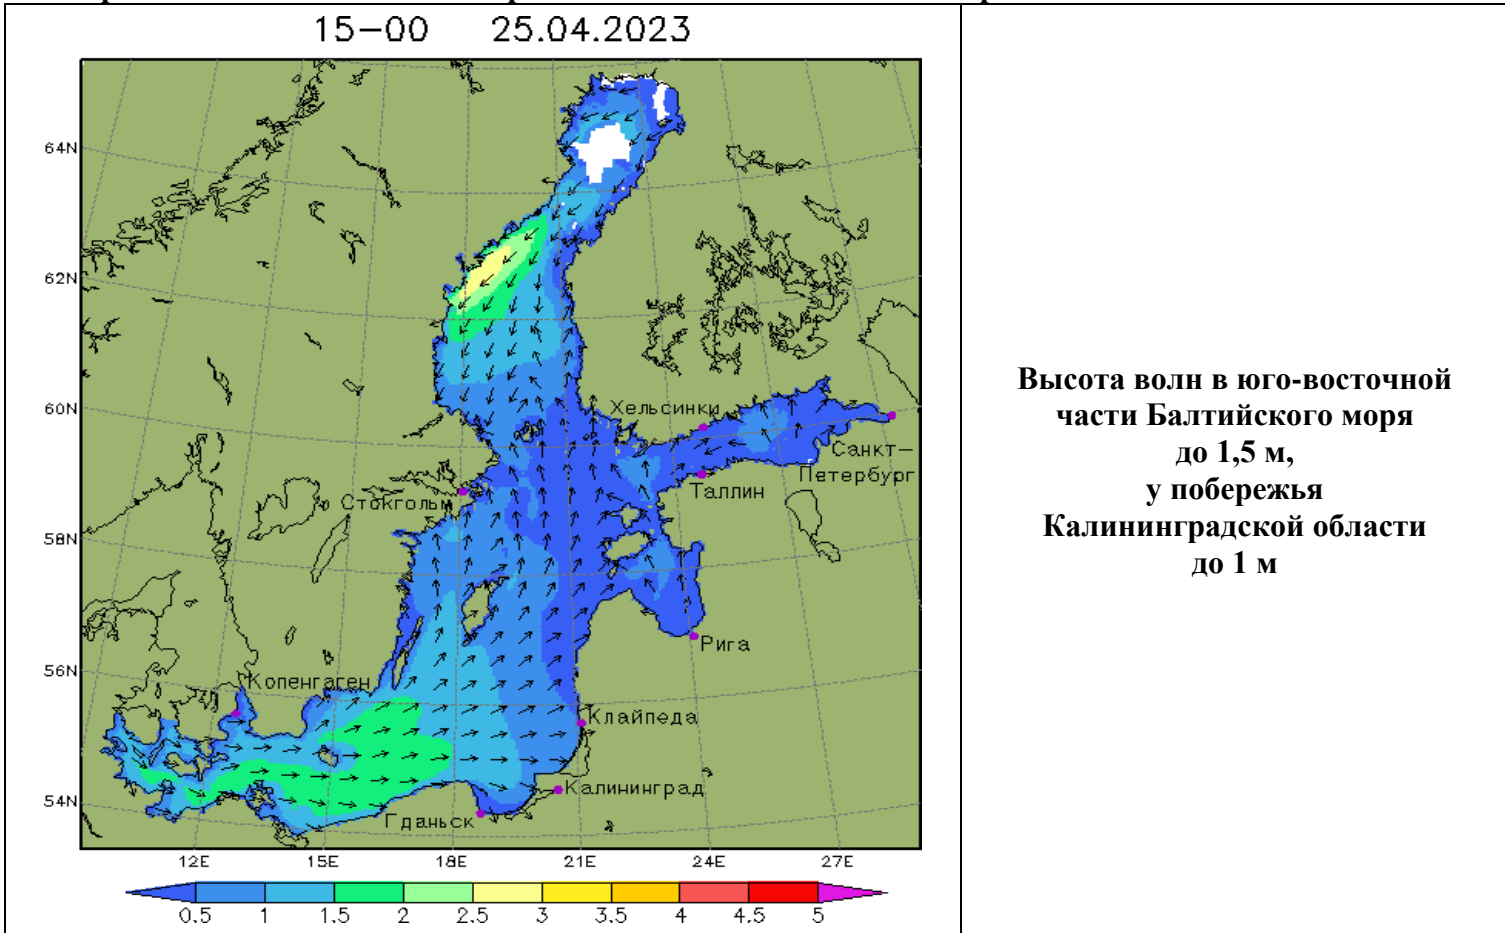 15-00 25.04.2023
64N
62N
60N
58N
56N
54N
Хельсинки
Санкт-
Петербург
Таллин
Стокгольм
Рига
Копенгаген
Клайпеда
Калининград
Гданьск
12E 15E 18E 21E 24E 27E
0.5 1 1.5 2 2.5 3 3.5 4 4.5 5
Высота волн в юго-восточной
части Балтийского моря
до 1,5 м,
у побережья
Калининградской области
до 1 м